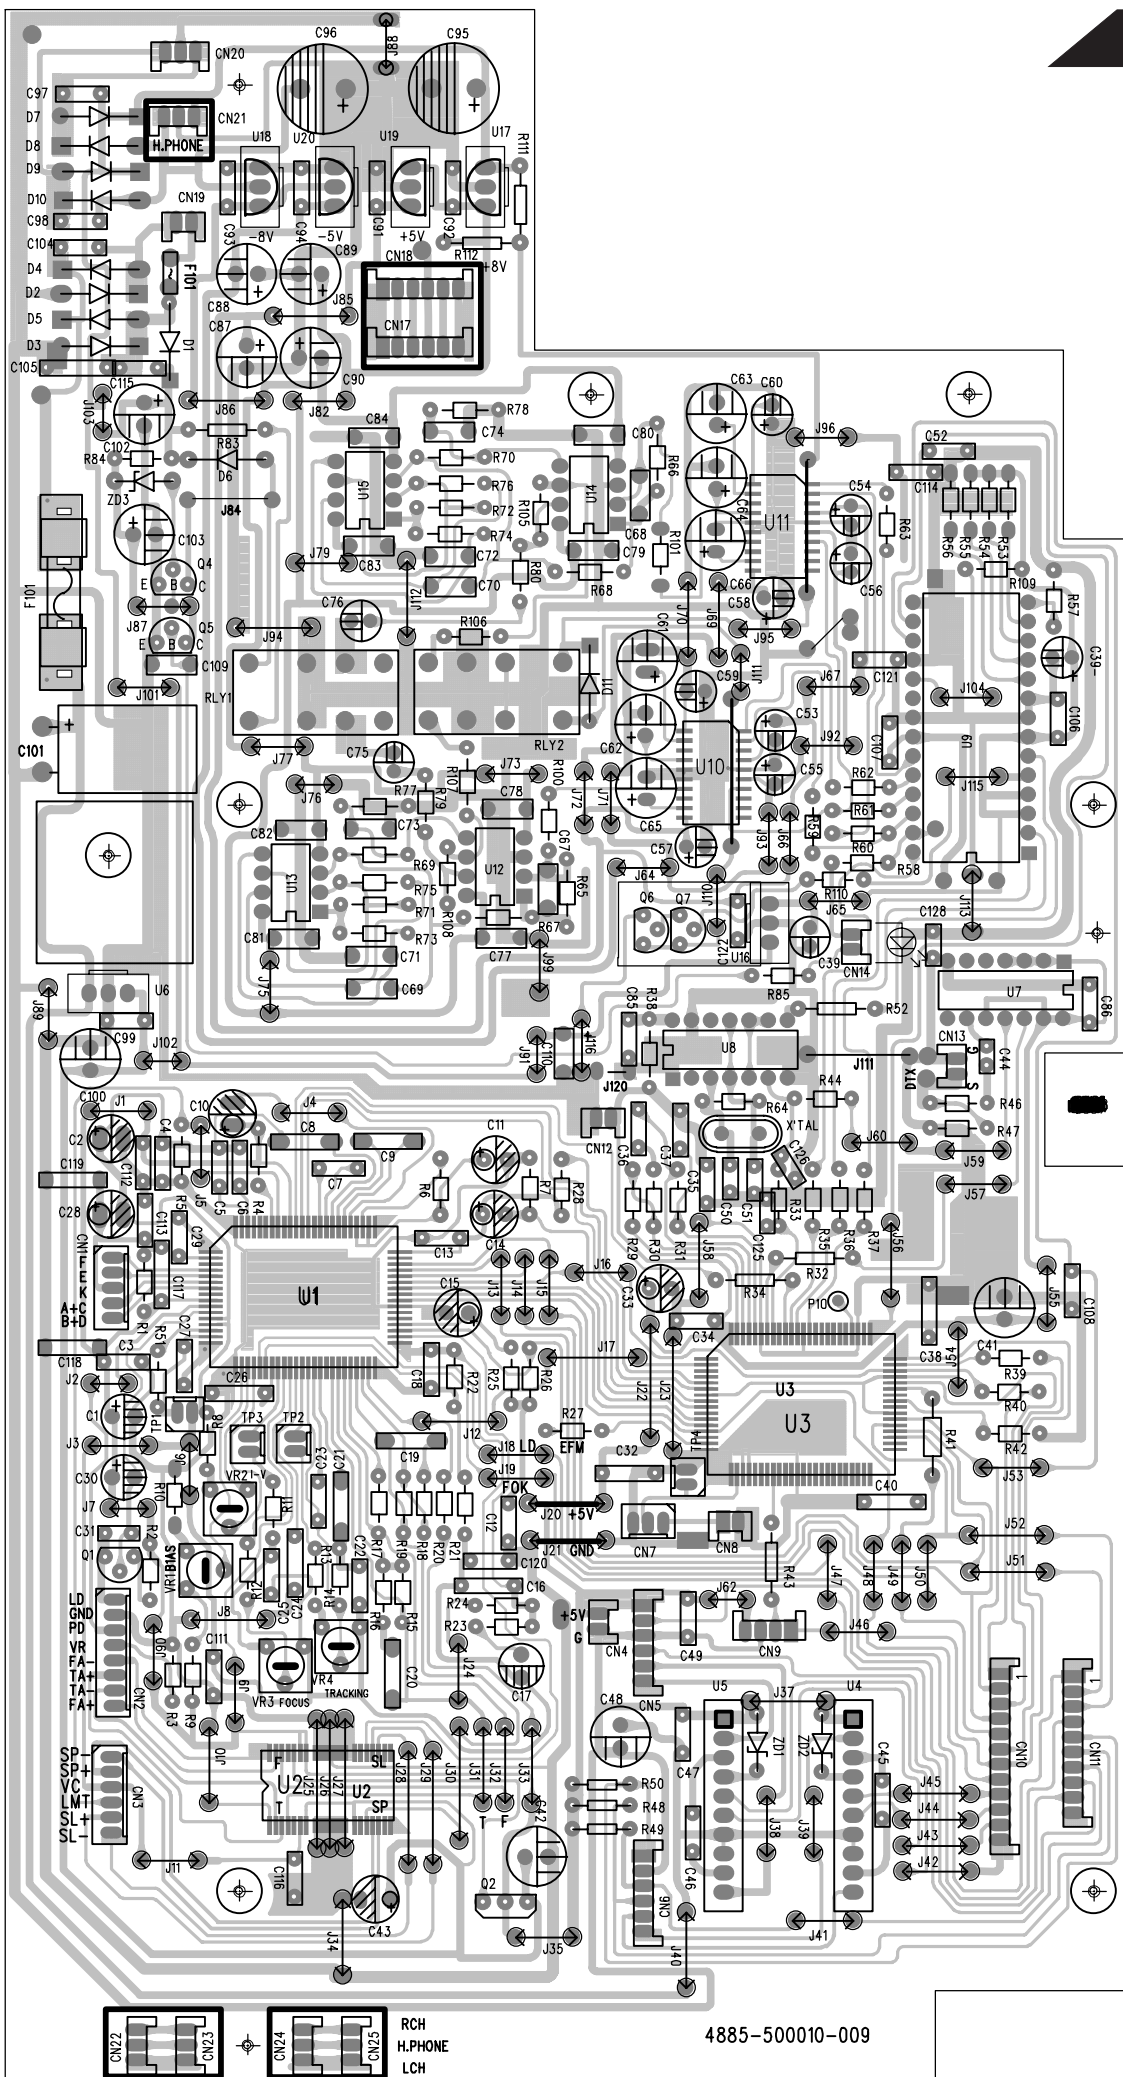 C96
C95
J88
CN20
C97
D7
CN21
H.PHONE
D8
U18
U20
U19
U17
R111
D9
D10
CN19
C98
C93
C94
C91
C92
-8V
-5V
+5V
C104
C89
CN18
R112
+8V
D4
F101
D2
C88
J85
D5
C87
CN17
D3
D1
C105
C115
C90
J103
J86
J82
C84
R78
C74
C80
C63
C60
J96
C52
C102
R83
R84
D6
R70
R66
C114
ZD3
U15
R76
U14
C54
J84
R72
R105
C68
C64
U11
R63
R74
R101
R56
R55
R54
R53
C103
J79
C83
C72
C79
Q4
J112
C70
R80
R68
C66
C56
R109
E B C
C76
J70
J69
C58
R57
F101
J87
Q5
J94
R106
C61
J95
E B C
C109
C59
J111
C121
C39-
J101
RLY1
D11
J67
J104
C101
C53
C106
RLY2
C62
J92
C107
U9
J77
C75
R107
J73
R100
J72
J71
U10
C55
R62
J115
J76
R77
R79
C78
C65
R61
C82
C73
C67
J93
J66
R59
R69
C57
R60
U13
U12
J64
R58
R75
R65
J110
R110
R71
R108
Q6
Q7
J65
R67
C128
J113
C81
R73
C77
C122
U16
C39
CN14
C71
J75
J99
R85
C69
U6
J89
C85
R38
R52
U7
C86
C99
J102
J91
C110
J116
U8
CN13
J111
DTX
G
S
C44
C100
J1
C10
J4
J120
R64
R44
R46
C2
C4
C8
C9
C11
CN12
X'TAL
J60
R47
C119
C112
R5
J5
C5
C6
R4
C7
R6
R7
R28
C36
C37
C35
C50
C51
C126
R33
J59
J57
C28
C113
C29
C13
C14
R29
R30
R31
J58
C125
R35
R36
R37
J56
CN1
F
E
K
A+C
B+D
C117
U1
J13
J14
J15
J16
C33
R32
R34
P10
J55
C108
C15
R1
C34
C118
C3
R51
C27
J17
C38
J54
C41
J2
C26
C18
R22
R25
R26
J22
J23
R39
C1
TP1
R8
TP3
TP2
J12
R27
EFM
U3
U3
R40
J3
J6
C19
J18
LD
TP4
R41
R42
C30
VR21-V
C23
C21
J19
FOK
C32
J53
J7
R10
R11
C12
J20
+5V
C40
C31
R2
J21
GND
CN7
CN8
J52
Q1
VR1
BIAS
R12
R13
C22
R17
R19
R18
R20
R21
C120
R43
J51
LD
GND
PD
VR
FA-
TA+
TA-
FA+
J8
C25
C24
R14
R16
R15
C16
R24
+5V
G
J62
J47
J48
J49
J50
J90
C111
R23
CN4
C49
CN9
J46
CN2
R3
R9
J9
VR3
FOCUS
VR4
TRACKING
C20
J24
C17
CN5
U5
J37
U4
1
1
C48
SP-
SP+
VC
LMT
SL+
SL-
CN3
J10
F
SL
U2
U2
T
SP
J25
J26
J27
J28
J29
J30
J31
J32
J33
T
F
C47
ZD1
ZD2
C45
CN10
CN11
R50
R48
R49
J45
J44
J43
J42
C42
J38
J39
J11
C116
C46
C43
Q2
CN6
J34
J35
J40
J41
CN22
CN23
CN24
CN25
RCH
H.PHONE
LCH
4885-500010-009